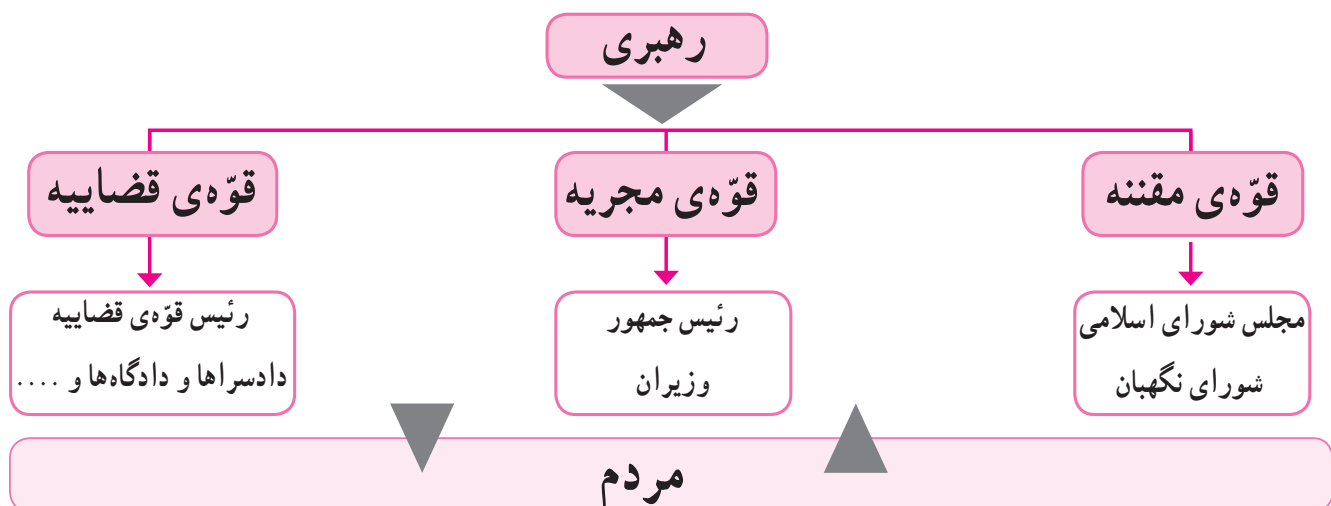 رهبری
قوّه‌ی مقننه
قوّه‌ی مجریه
قوّه‌ی قضاییه
مجلس شورای اسلامی
شورای نگهبان
رئیس جمهور
وزیران
رئیس قوّه‌ی قضاییه
دادسراها و دادگاه‌ها و ....
مردم